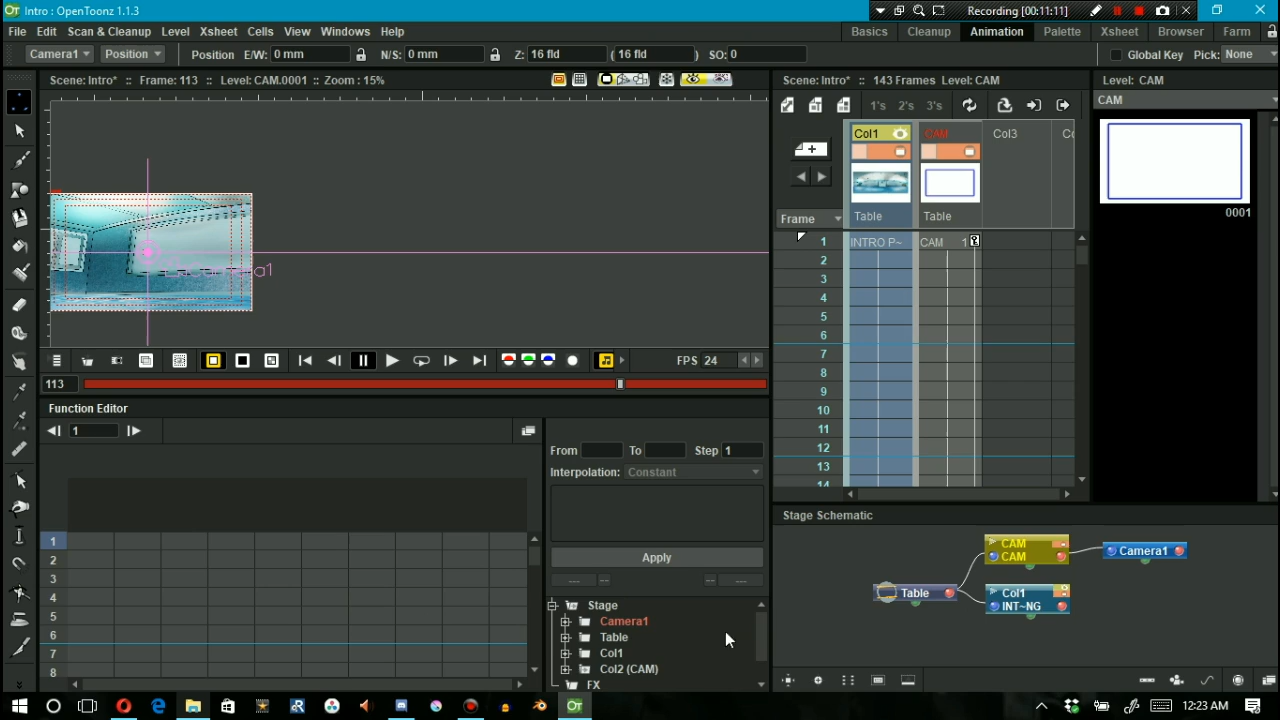 Intro : OpenToonz 1.1.3
Recording [00:11:11]
File Edit Scan & Cleanup Level Xsheet Cells View Windows Help
Basics Cleanup Animation Palette Xsheet Browser Farm
Camera1 Position Position E/W: 0 mm N/S: 0 mm Z: 16 fld ( 16 fld ) SO: 0
Global Key Pick: None
Scene: Intro* :: Frame: 113 :: Level: CAM.0001 :: Zoom : 15%
Scene: Intro* :: 143 Frames Level: CAM
Level: CAM
CAM
1's 2's 3's
Col1 CAM Col3
Table Table
0001
Frame
1 INTRO P~ CAM 1
2
3
4
5
6
7
8
9
10
11
12
13
14
FPS 24
113
Function Editor
1
From To Step 1
Interpolation: Constant
Apply
--- -- -- ---
1
2
3
4
5
6
7
8
Stage
Camera1
Table
Col1
Col2 (CAM)
FX
Stage Schematic
CAM
CAM
Camera1
Table
Col1
INT~NG
12:23 AM